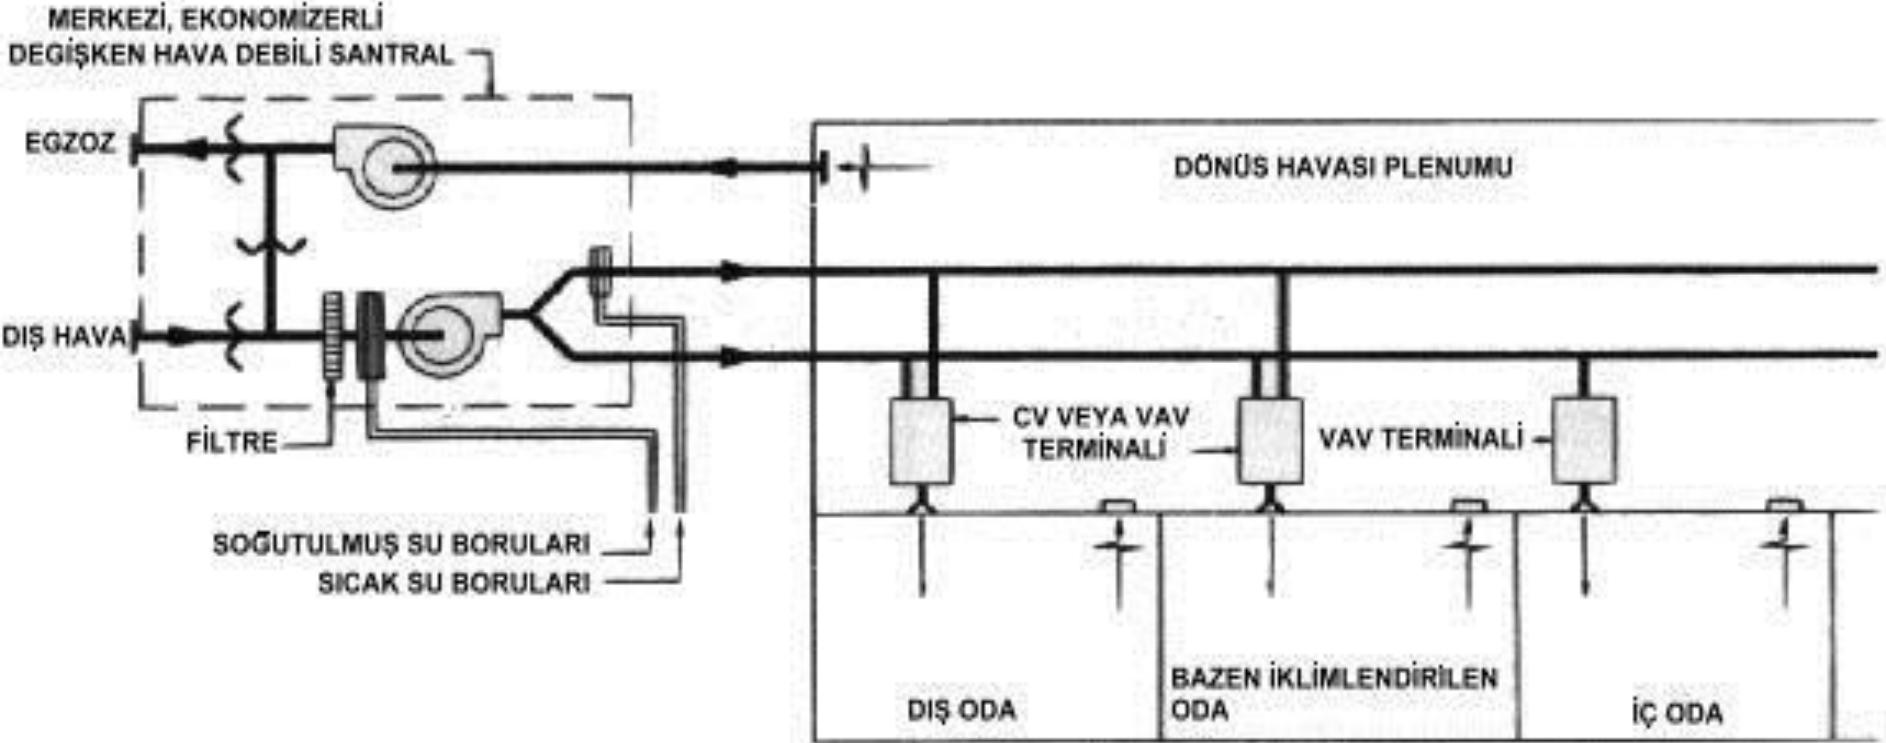 MERKEZİ, EKONOMİZERLİ
DEGİŞKEN HAVA DEBİLİ SANTRAL
EGZOZ
DÖNÜS HAVASI PLENUMU
DIŞ HAVA
FİLTRE
CV VEYA VAV
TERMİNALİ
VAV TERMİNALİ
SOĞUTULMUŞ SU BORULARI
SICAK SU BORULARI
DIŞ ODA
BAZEN İKLİMLENDİRİLEN
ODA
İÇ ODA